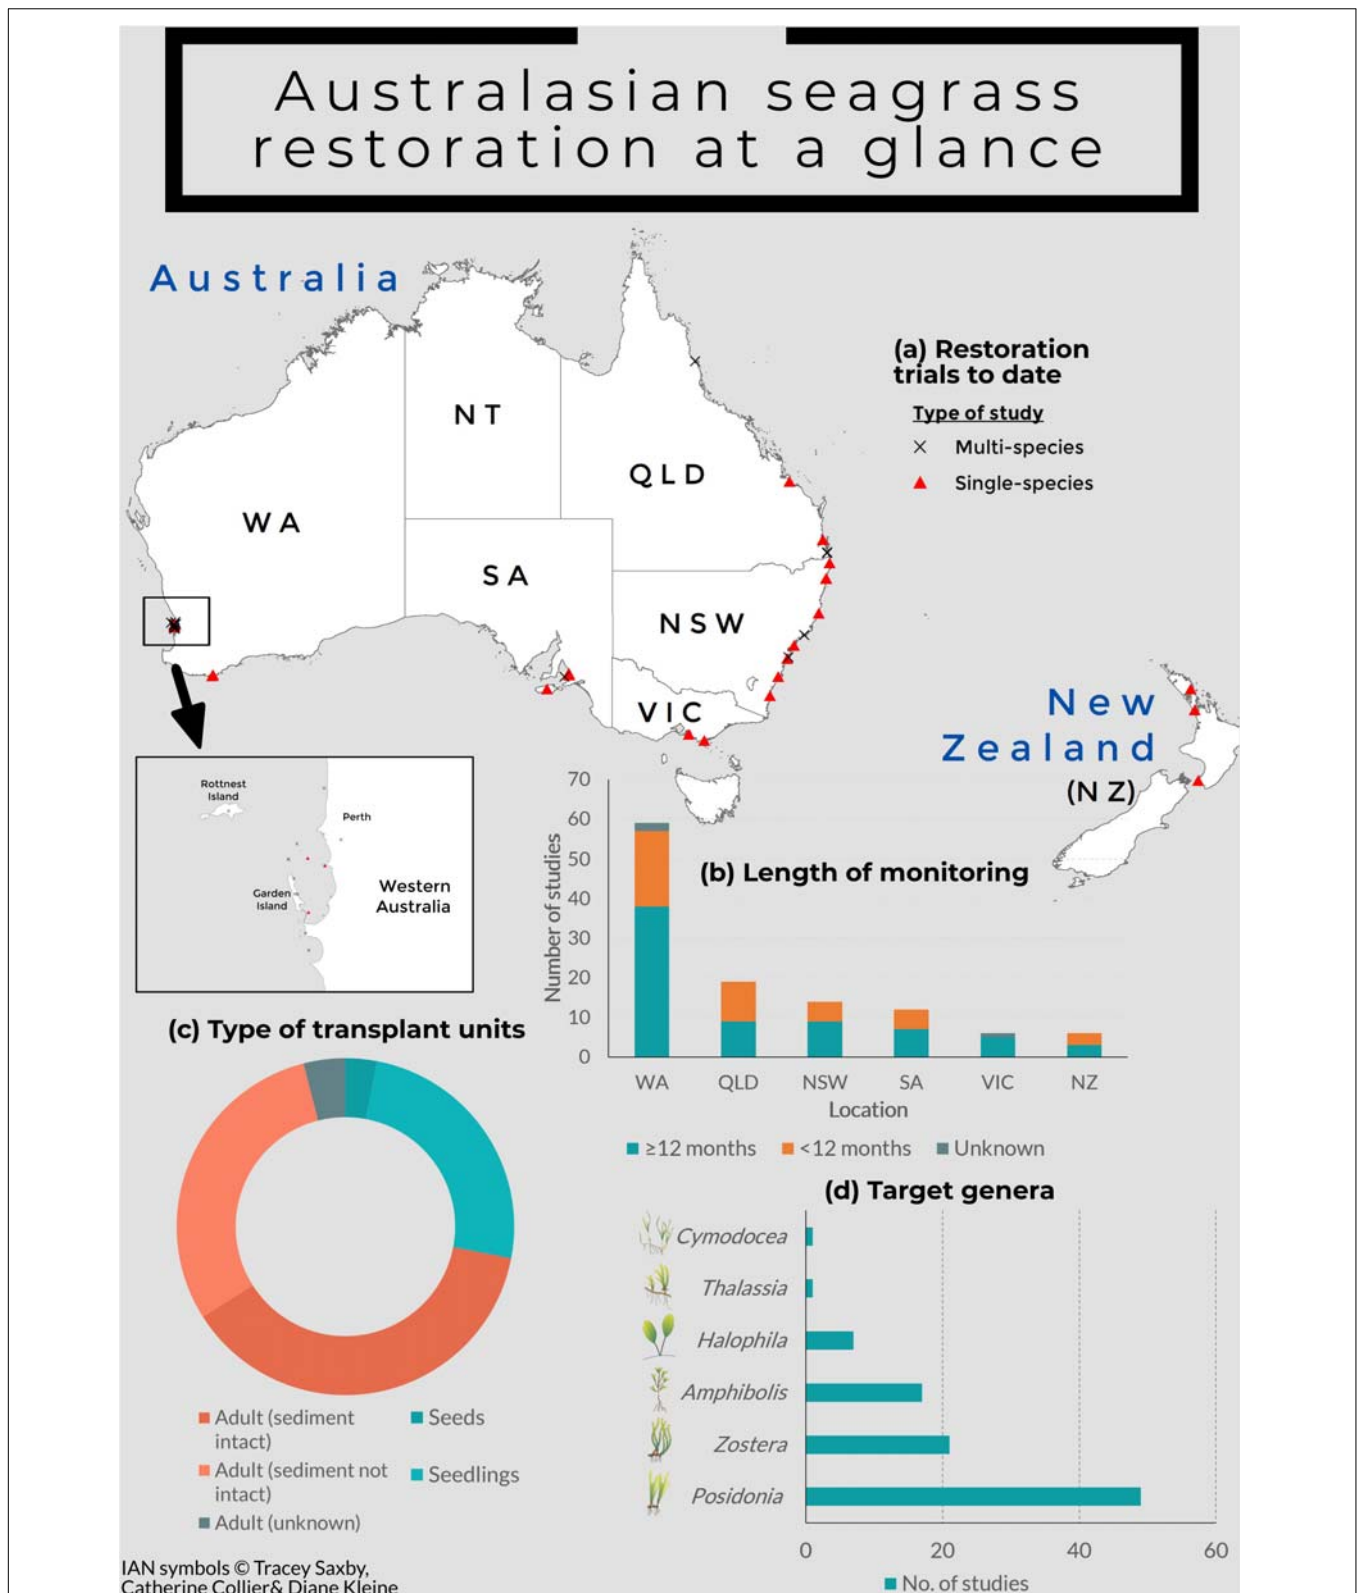 Australasian seagrass
restoration at a glance
Australia
NT
QLD
WA
SA
NSW
VIC
(a) Restoration
trials to date
Type of study
Multi-species
Single-species
New
Zealand
(NZ)
Rottnest
Island
Perth
Garden
Island
Western
Australia
(b) Length of monitoring
Number of studies
70
60
50
40
30
20
10
0
WA QLD NSW SA VIC NZ
Location
≥12 months <12 months Unknown
(c) Type of transplant units
Adult (sediment
intact)
Adult (sediment not
intact)
Adult (unknown)
Seeds
Seedlings
(d) Target genera
Cymodocea
Thalassia
Halophila
Amphibolis
Zostera
Posidonia
0 20 40 60
No. of studies
IAN symbols © Tracey Saxby,
Catherine Collier& Diane Kleine